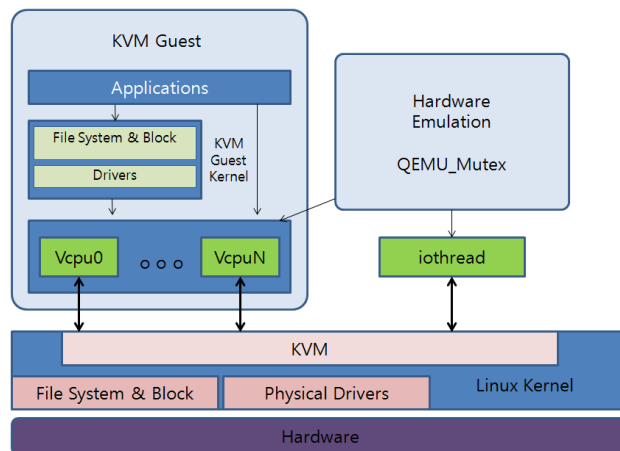 KVM Guest
Applications
File System & Block
Drivers
KVM
Guest
Kernel
Vcpu0
VcpuN
Hardware
Emulation
QEMU_Mutex
iothread
KVM
File System & Block
Physical Drivers
Linux Kernel
Hardware